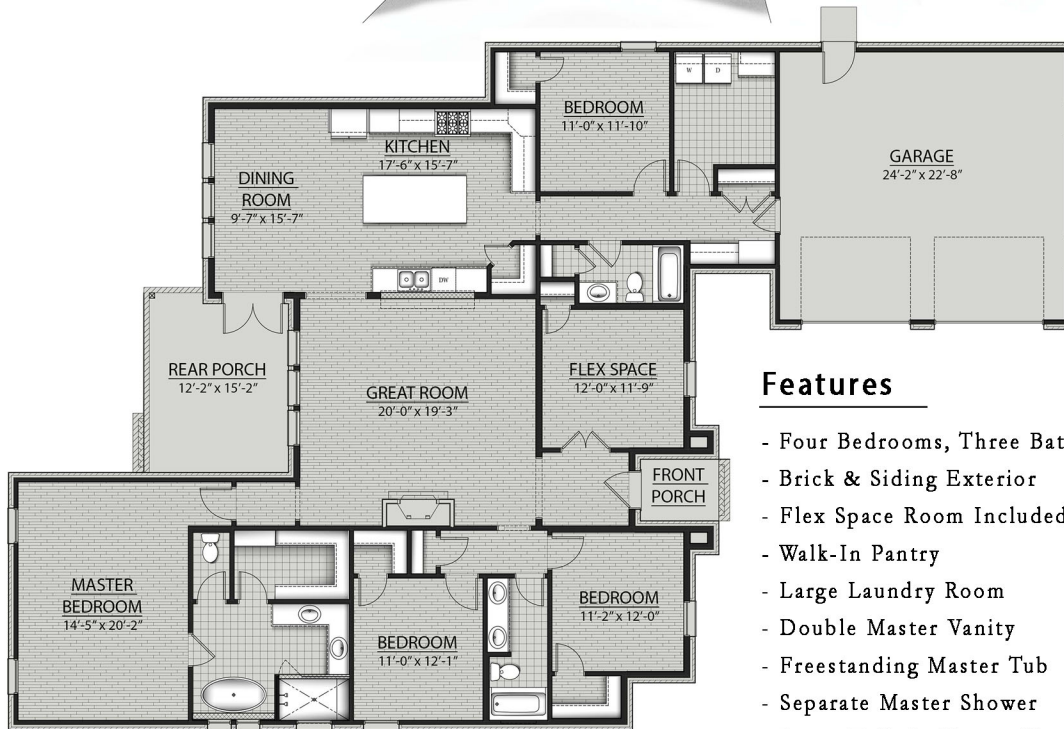 BEDROOM
11'-0" x 11'-10"
W D
KITCHEN
17'-6" x 15'-7"
GARAGE
24'-2" x 22'-8"
DINING
ROOM
9'-7" x 15'-7"
DW
REAR PORCH
12'-2" x 15'-2"
GREAT ROOM
20'-0" x 19'-3"
FLEX SPACE
12'-0" x 11'-9"
FRONT
PORCH
MASTER
BEDROOM
14'-5" x 20'-2"
BEDROOM
11'-0" x 12'-1"
BEDROOM
11'-2" x 12'-0"
Features
- Four Bedrooms, Three Bat
- Brick & Siding Exterior
- Flex Space Room Included
- Walk-In Pantry
- Large Laundry Room
- Double Master Vanity
- Freestanding Master Tub
- Separate Master Shower